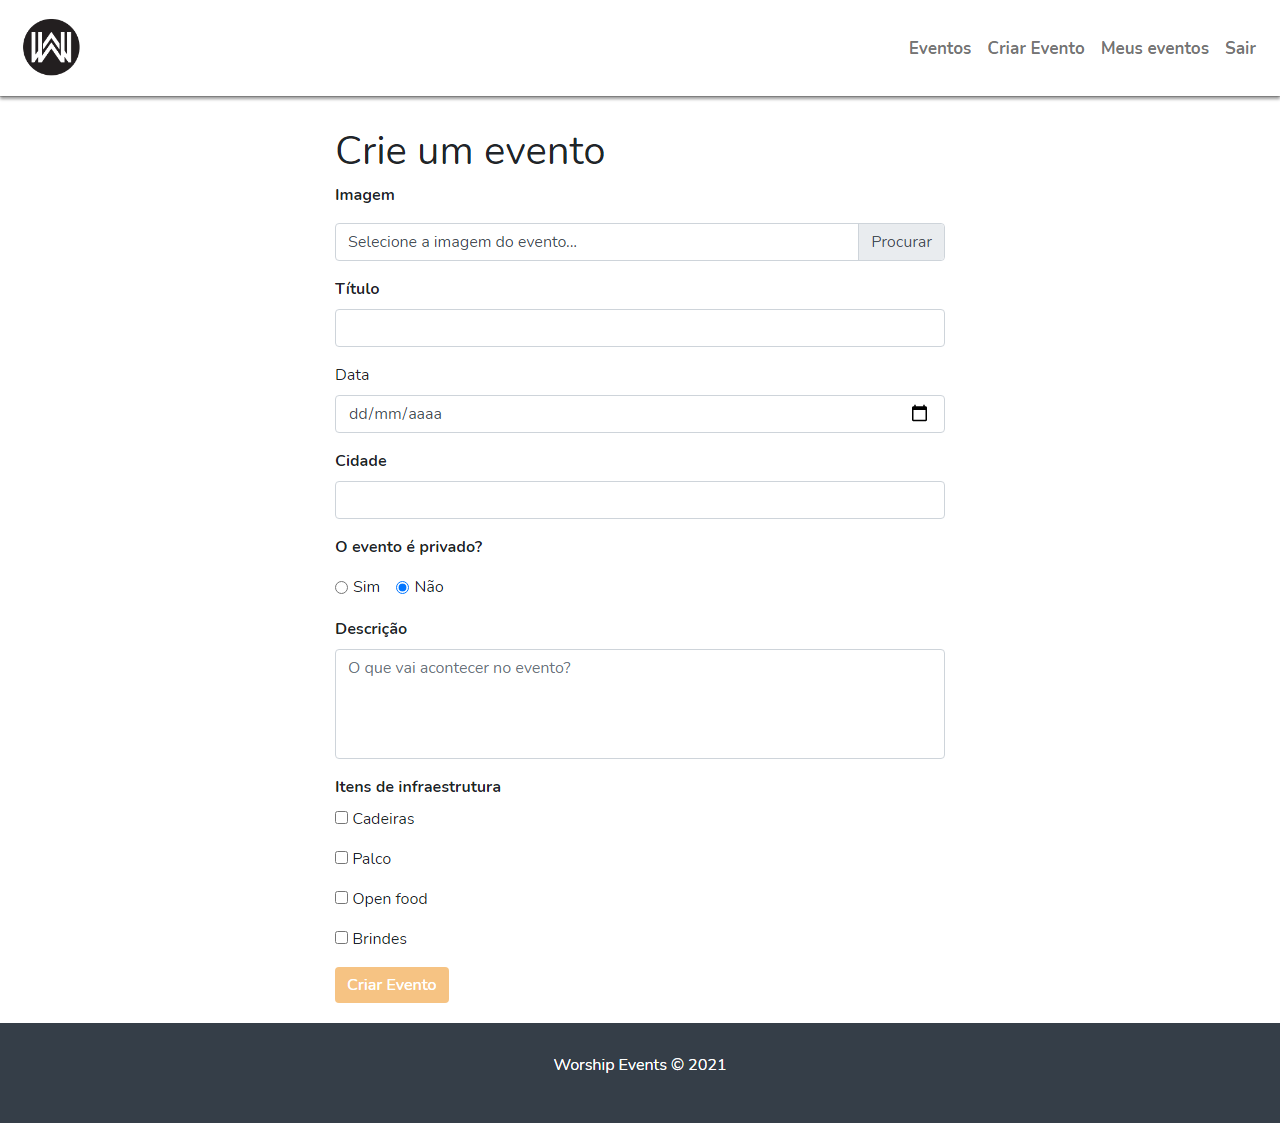 Eventos Criar Evento Meus eventos Sair
Crie um evento
Imagem
Selecione a imagem do evento... Procurar
Título
Data
dd/mm/aaaa
Cidade
O evento é privado?
Sim Não
Descrição
O que vai acontecer no evento?
Itens de infraestrutura
Cadeiras
Palco
Open food
Brindes
Criar Evento
Worship Events © 2021